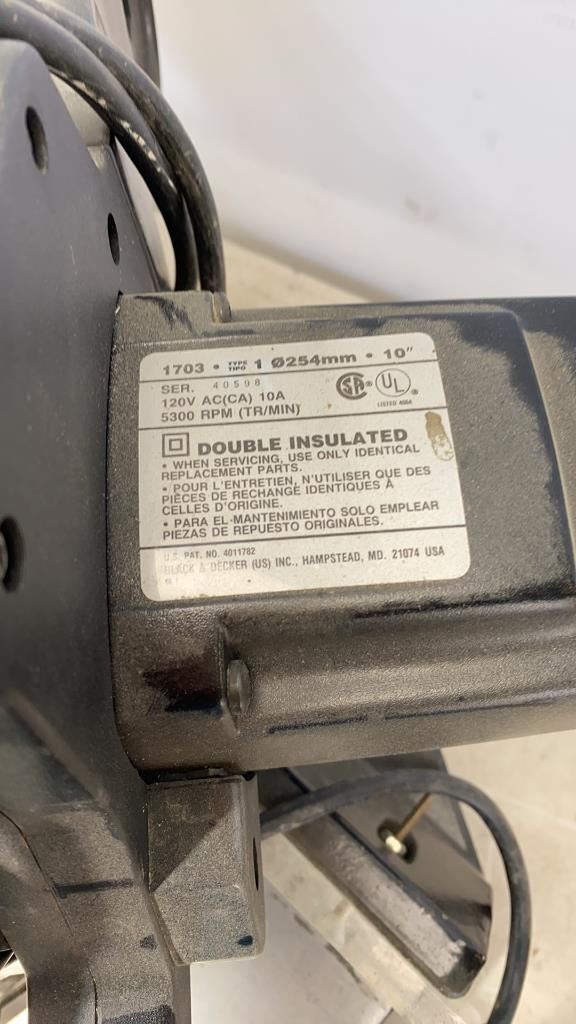 1703 • TYPE TIPO 1 Ø254mm • 10"
SER. 40598
120V AC(CA) 10A
5300 RPM (TR/MIN)
SA® UL®
LISTED
DOUBLE INSULATED
• WHEN SERVICING, USE ONLY IDENTICAL
REPLACEMENT PARTS.
• POUR L'ENTRETIEN, N'UTILISER QUE DES
PIÈCES DE RECHANGE IDENTIQUES À
CELLES D'ORIGINE.
• PARA EL MANTENIMIENTO SOLO EMPLEAR
PIEZAS DE REPUESTO ORIGINALES.
U.S. PAT. NO. 4011782
BLACK & DECKER (US) INC., HAMPSTEAD, MD. 21074 USA